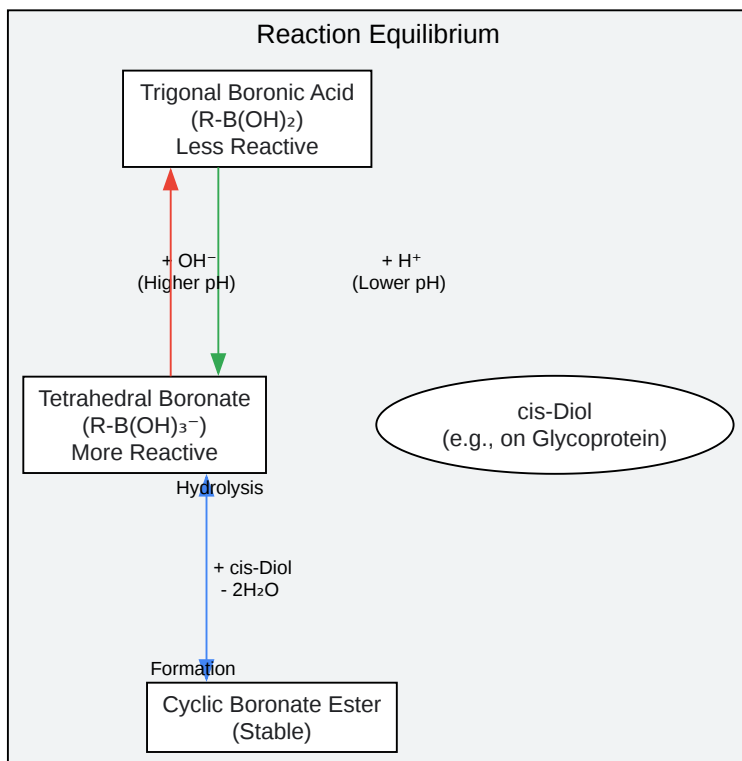 Reaction Equilibrium
Trigonal Boronic Acid
(R-B(OH)₂)
Less Reactive
+ OH⁻
(Higher pH)
+ H⁺
(Lower pH)
Tetrahedral Boronate
(R-B(OH)₃⁻)
More Reactive
cis-Diol
(e.g., on Glycoprotein)
Hydrolysis
+ cis-Diol
- 2H₂O
Formation
Cyclic Boronate Ester
(Stable)